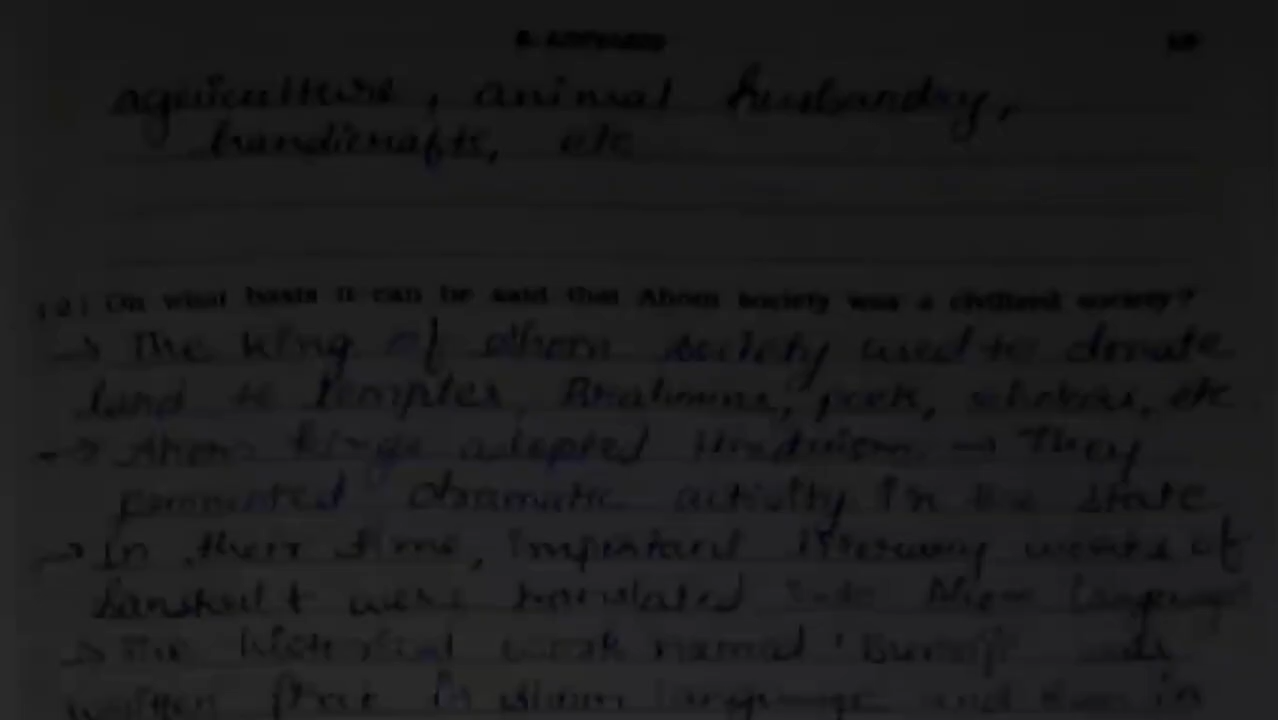 agriculture, animal husbandry,
handicrafts, etc
(2) On what basis it can be said that Ahom society was a civilized society?
→ The king of Ahom society used to donate
land to temples, Brahmins, poets, scholars, etc
→ Ahom kings adopted Hinduism → They
promoted dramatic activity in the state
→ In their time, important literary works of
Sanskrit were translated into Ahom language
→ The historical work named 'Buranji' was
written first in Ahom language and then in